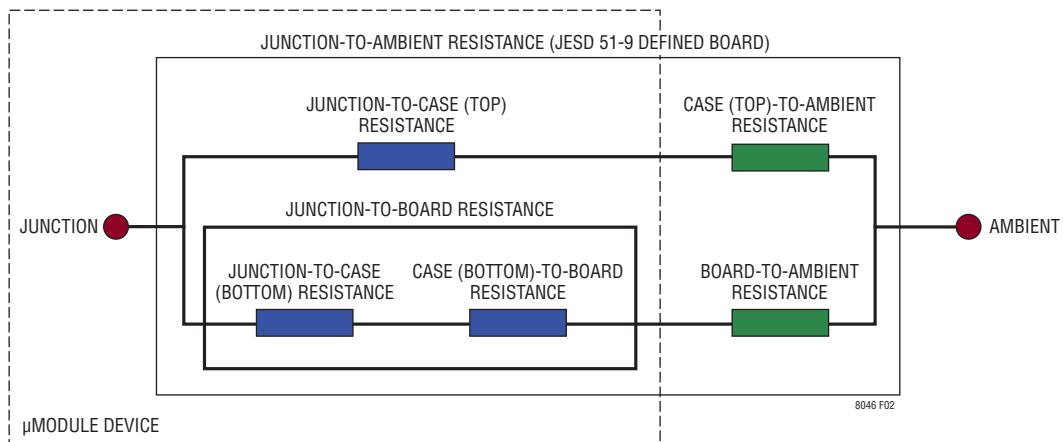 JUNCTION-TO-AMBIENT RESISTANCE (JESD 51-9 DEFINED BOARD)
JUNCTION-TO-CASE (TOP)
RESISTANCE
CASE (TOP)-TO-AMBIENT
RESISTANCE
JUNCTION
JUNCTION-TO-BOARD RESISTANCE
AMBIENT
JUNCTION-TO-CASE
(BOTTOM) RESISTANCE
CASE (BOTTOM)-TO-BOARD
RESISTANCE
BOARD-TO-AMBIENT
RESISTANCE
8046 F02
µMODULE DEVICE